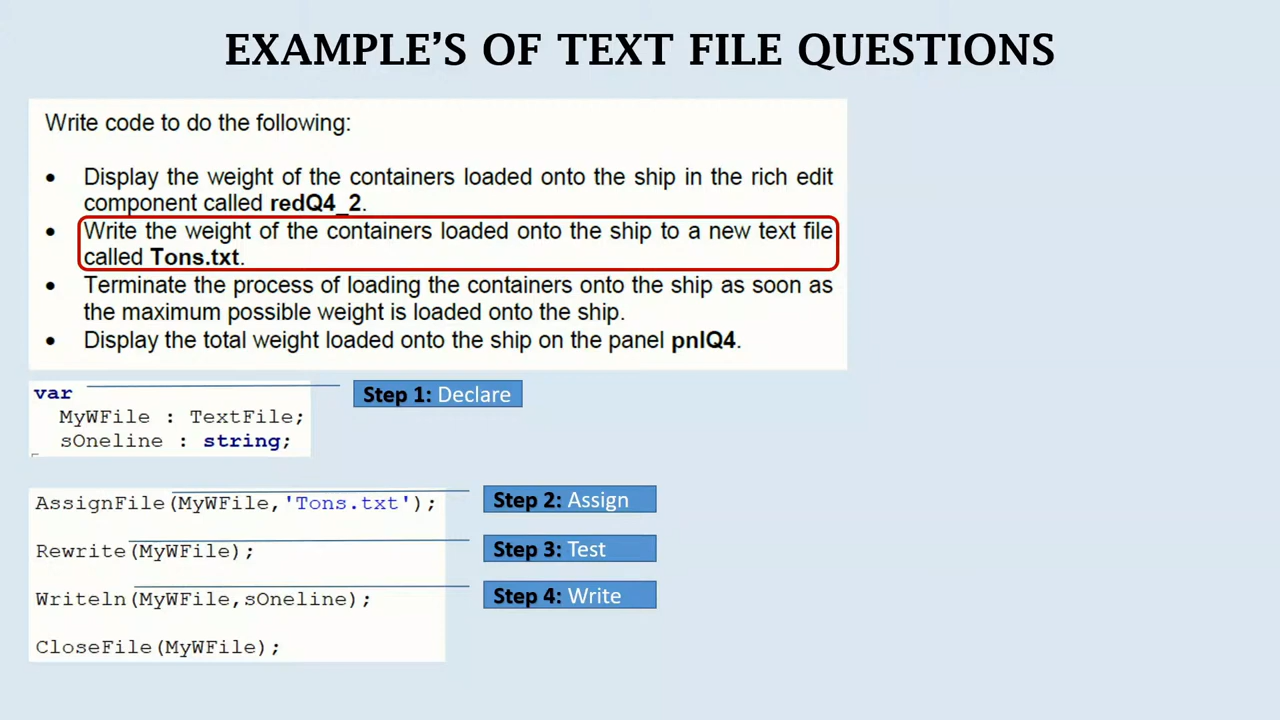 EXAMPLE'S OF TEXT FILE QUESTIONS
Write code to do the following:
• Display the weight of the containers loaded onto the ship in the rich edit
component called redQ4_2.
• Write the weight of the containers loaded onto the ship to a new text file
called Tons.txt.
• Terminate the process of loading the containers onto the ship as soon as
the maximum possible weight is loaded onto the ship.
• Display the total weight loaded onto the ship on the panel pnlQ4.
var
MyWFile : TextFile;
sOneline : string;
Step 1: Declare
AssignFile(MyWFile,'Tons.txt');
Step 2: Assign
Rewrite(MyWFile);
Step 3: Test
Writeln(MyWFile,sOneline);
Step 4: Write
CloseFile(MyWFile);